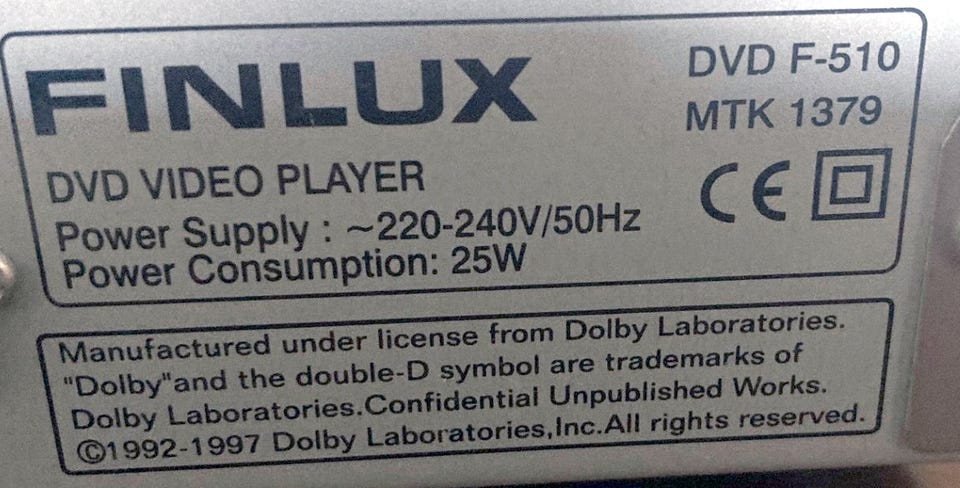 FINLUX
DVD F-510
MTK 1379
DVD VIDEO PLAYER
CE
Power Supply : ~220-240V/50Hz
Power Consumption: 25W
Manufactured under license from Dolby Laboratories.
"Dolby"and the double-D symbol are trademarks of
Dolby Laboratories.Confidential Unpublished Works.
©1992-1997 Dolby Laboratories,Inc.All rights reserved.